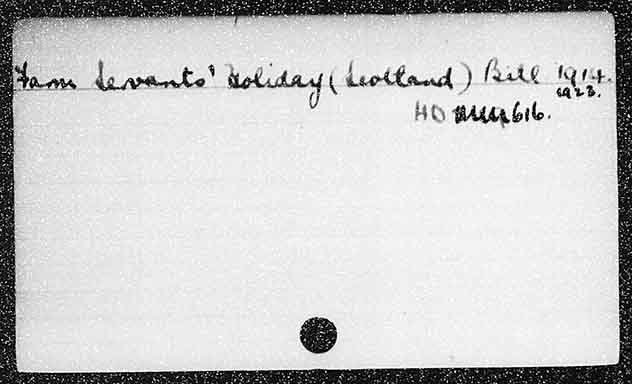 Farm Servants' Holiday (Scotland) Bill 1914.
1923.
HO 616.